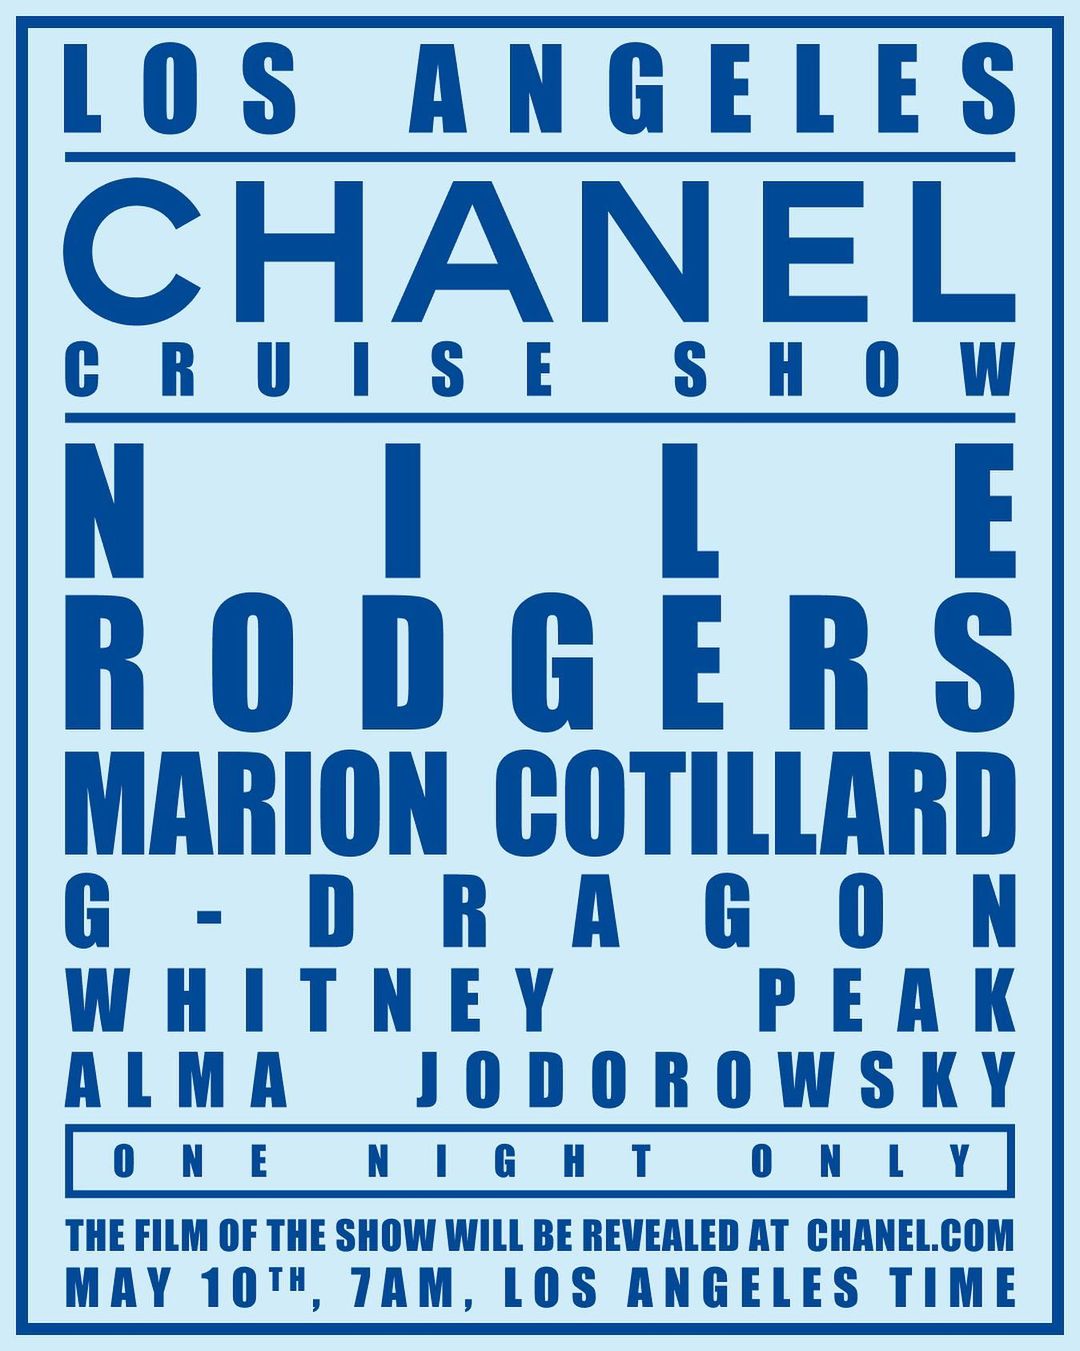 LOS ANGELES
CHANEL
CRUISE SHOW
NILE
RODGERS
MARION COTILLARD
G-DRAGON
WHITNEY PEAK
ALMA JODOROWSKY
ONE NIGHT ONLY
THE FILM OF THE SHOW WILL BE REVEALED AT CHANEL.COM
MAY 10TH, 7AM, LOS ANGELES TIME